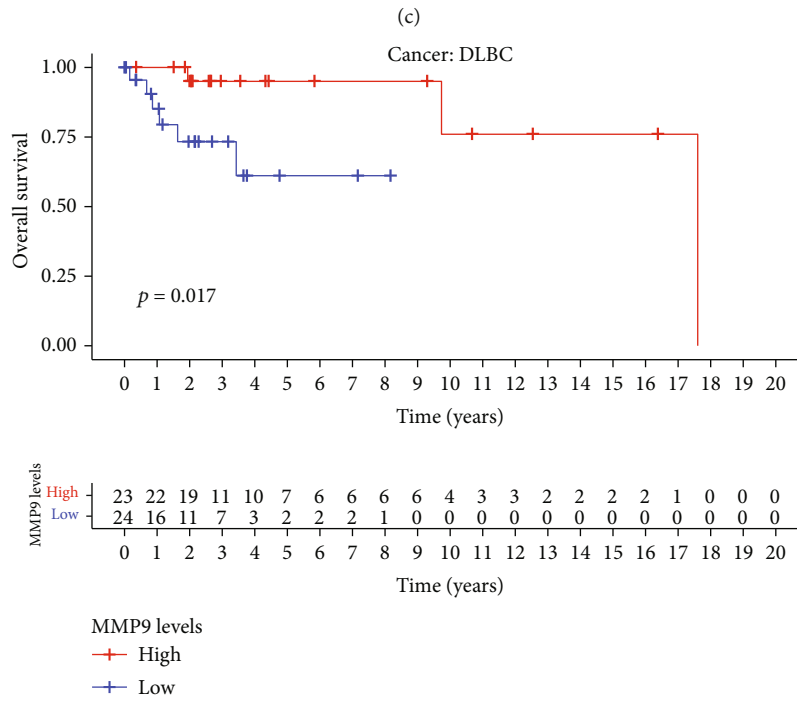 (c)
Cancer: DLBC
1.00
0.75
0.50
0.25
0.00
Overall survival
p = 0.017
0 1 2 3 4 5 6 7 8 9 10 11 12 13 14 15 16 17 18 19 20
Time (years)
MMP9 levels
High 23 22 19 11 10 7 6 6 6 6 4 3 3 2 2 2 2 1 0 0 0
Low 24 16 11 7 3 2 2 2 1 0 0 0 0 0 0 0 0 0 0 0 0
0 1 2 3 4 5 6 7 8 9 10 11 12 13 14 15 16 17 18 19 20
Time (years)
MMP9 levels
High
Low